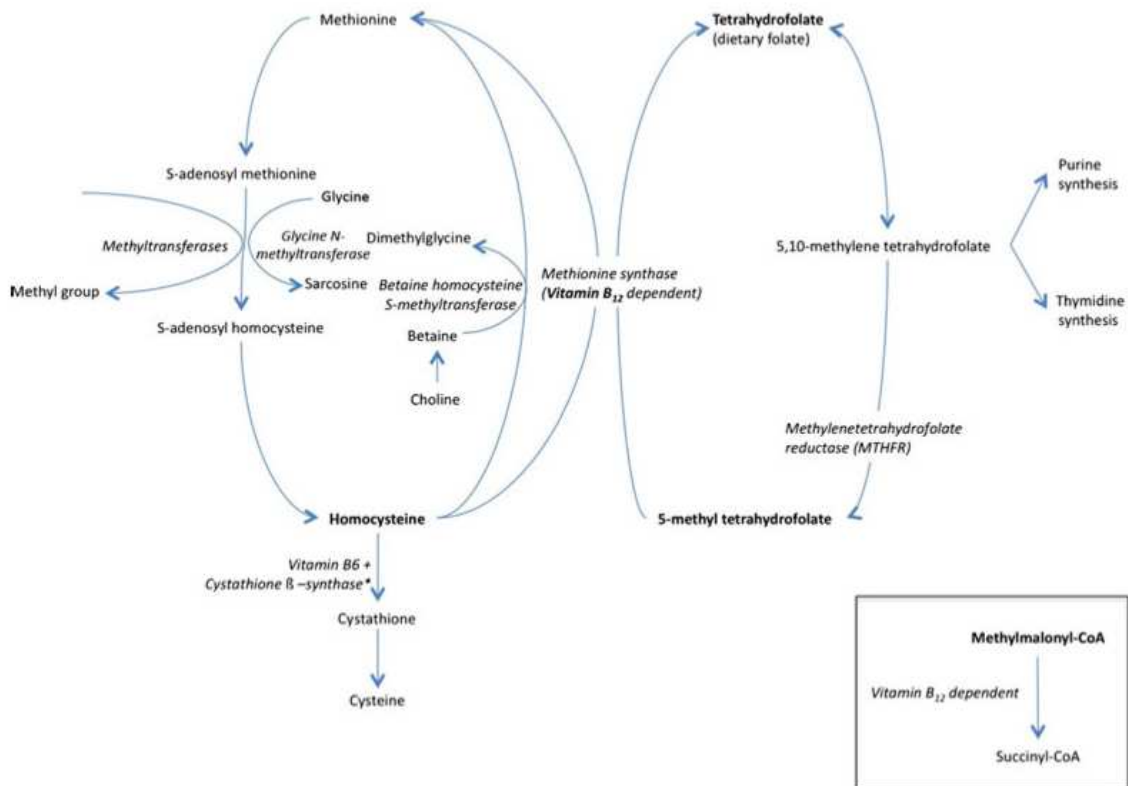 Methionine
Tetrahydrofolate
(dietary folate)
S-adenosyl methionine
Glycine
Purine
synthesis
Methyltransferases
Glycine N-
methyltransferase
Dimethylglycine
5,10-methylene tetrahydrofolate
Methyl group
Sarcosine
Betaine homocysteine
S-methyltransferase
Methionine synthase
(Vitamin B12 dependent)
Thymidine
synthesis
S-adenosyl homocysteine
Betaine
Choline
Methylenetetrahydrofolate
reductase (MTHFR)
Homocysteine
5-methyl tetrahydrofolate
Vitamin B6 +
Cystathione ß –synthase*
Cystathione
Cysteine
Methylmalonyl-CoA
Vitamin B12 dependent
Succinyl-CoA